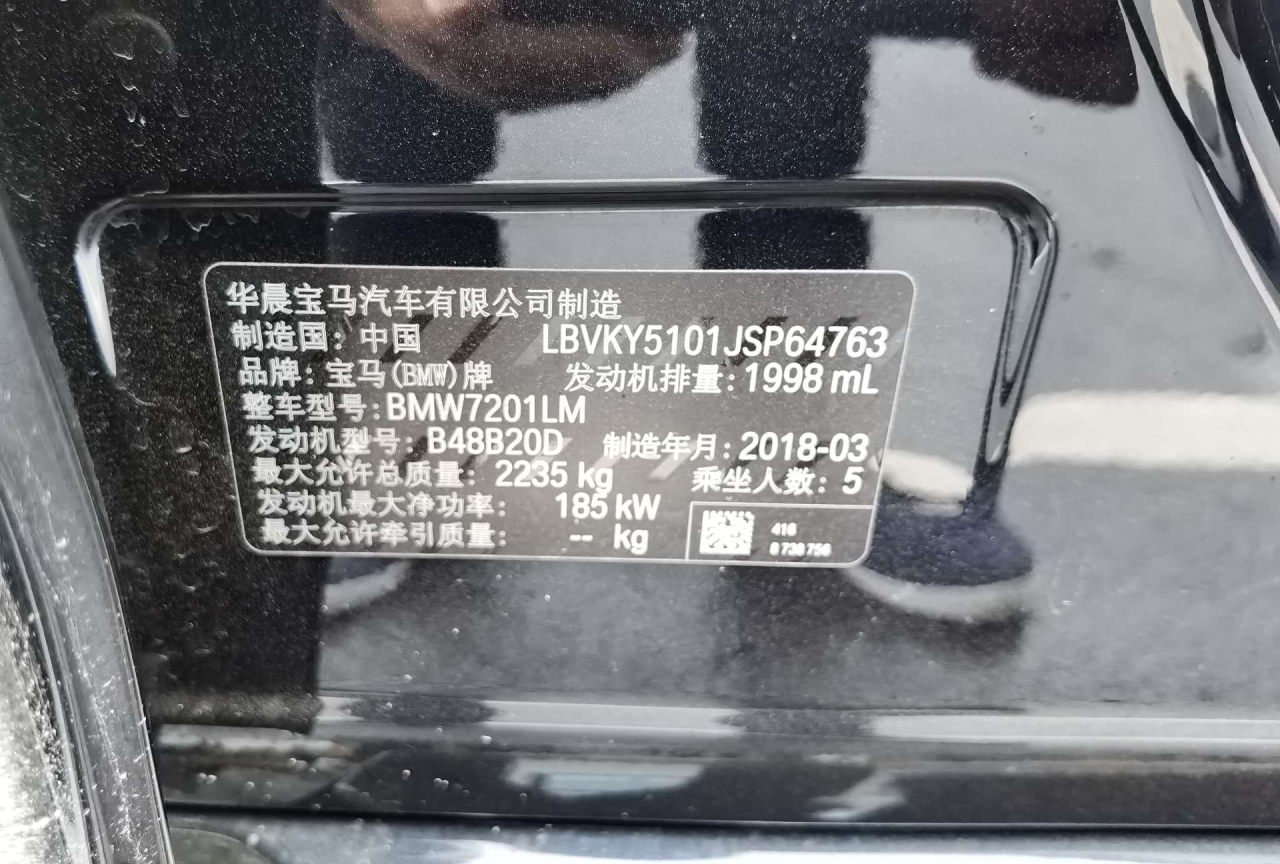 华晨宝马汽车有限公司制造
制造国：中国 LBVKY5101JSP64763
品牌：宝马(BMW)牌 发动机排量：1998 mL
整车型号：BMW7201LM
发动机型号：B48B20D 制造年月：2018-03
最大允许总质量：2235 kg 乘坐人数：5
发动机最大净功率：185 kW
最大允许牵引质量：-- kg
416